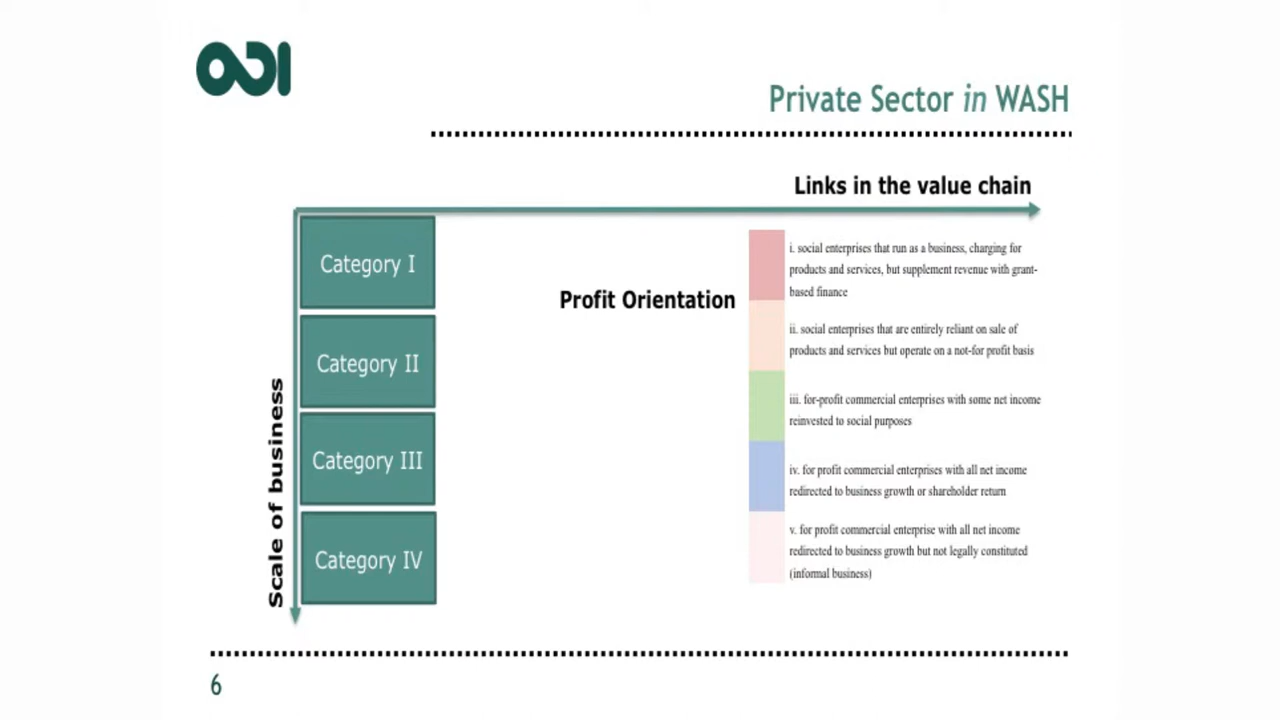 ODI
Private Sector in WASH
Links in the value chain
Scale of business
Category I
Category II
Category III
Category IV
Profit Orientation
i. social enterprises that run as a business, charging for
products and services, but supplement revenue with grant-
based finance
ii. social enterprises that are entirely reliant on sale of
products and services but operate on a not-for profit basis
iii. for-profit commercial enterprises with some net income
reinvested to social purposes
iv. for profit commercial enterprises with all net income
redirected to business growth or shareholder return
v. for profit commercial enterprise with all net income
redirected to business growth but not legally constituted
(informal business)
6